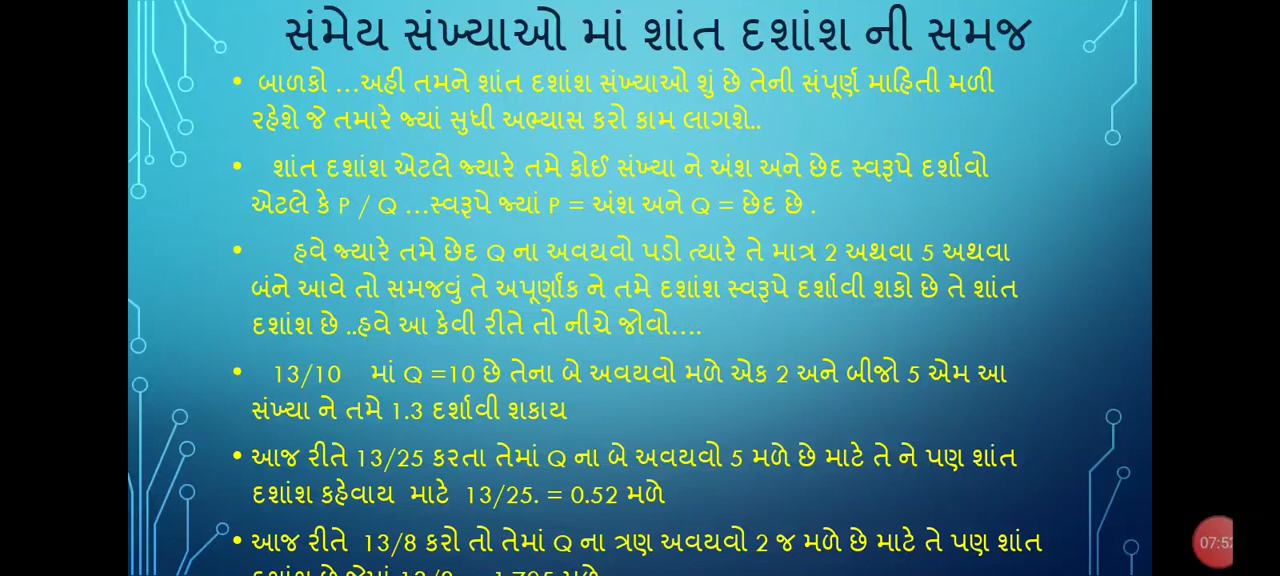 સંમેય સંખ્યાઓ માં શાંત દશાંશ ની સમજ
• બાળકો ...અહી તમને શાંત દશાંશ સંખ્યાઓ શું છે તેની સંપૂર્ણ માહિતી મળી
રહેશે જે તમારે જ્યાં સુધી અભ્યાસ કરો કામ લાગશે..
• શાંત દશાંશ એટલે જ્યારે તમે કોઈ સંખ્યા ને અંશ અને છેદ સ્વરૂપે દર્શાવો
એટલે કે P / Q ...સ્વરૂપે જ્યાં P = અંશ અને Q = છેદ છે .
• હવે જ્યારે તમે છેદ Q ના અવયવો પડો ત્યારે તે માત્ર 2 અથવા 5 અથવા
બંને આવે તો સમજવું તે અપૂર્ણાંક ને તમે દશાંશ સ્વરૂપે દર્શાવી શકો છે તે શાંત
દશાંશ છે ..હવે આ કેવી રીતે તો નીચે જોવો....
• 13/10 માં Q =10 છે તેના બે અવયવો મળે એક 2 અને બીજો 5 એમ આ
સંખ્યા ને તમે 1.3 દર્શાવી શકાય
• આજ રીતે 13/25 કરતા તેમાં Q ના બે અવયવો 5 મળે છે માટે તે ને પણ શાંત
દશાંશ કહેવાય માટે 13/25. = 0.52 મળે
• આજ રીતે 13/8 કરો તો તેમાં Q ના ત્રણ અવયવો 2 જ મળે છે માટે તે પણ શાંત
દશાંશ છે જેમાં
07:52